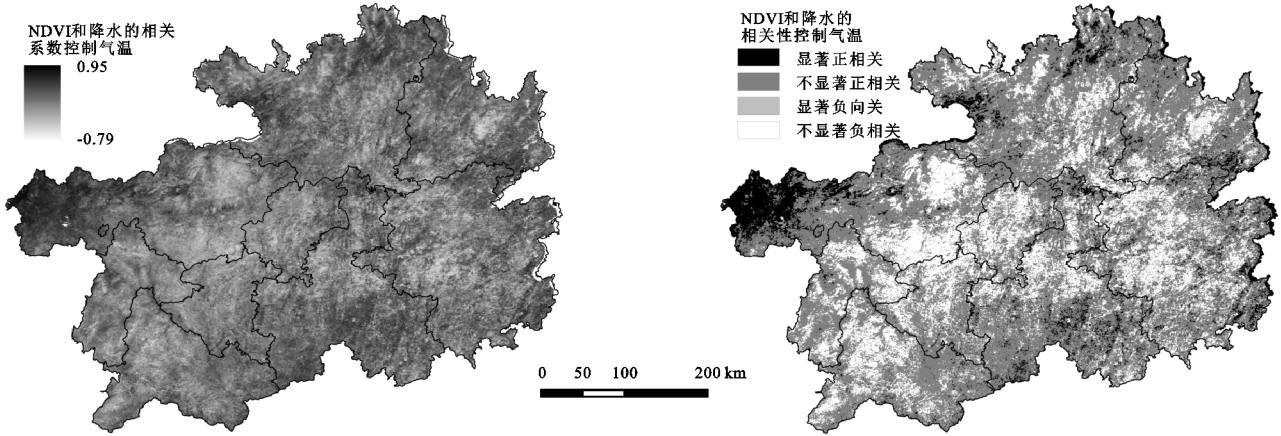 NDVI和降水的相关
系数控制气温
0.95
-0.79
NDVI和降水的
相关性控制气温
显著正相关
不显著正相关
显著负向关
不显著负相关
0 50 100 200 km